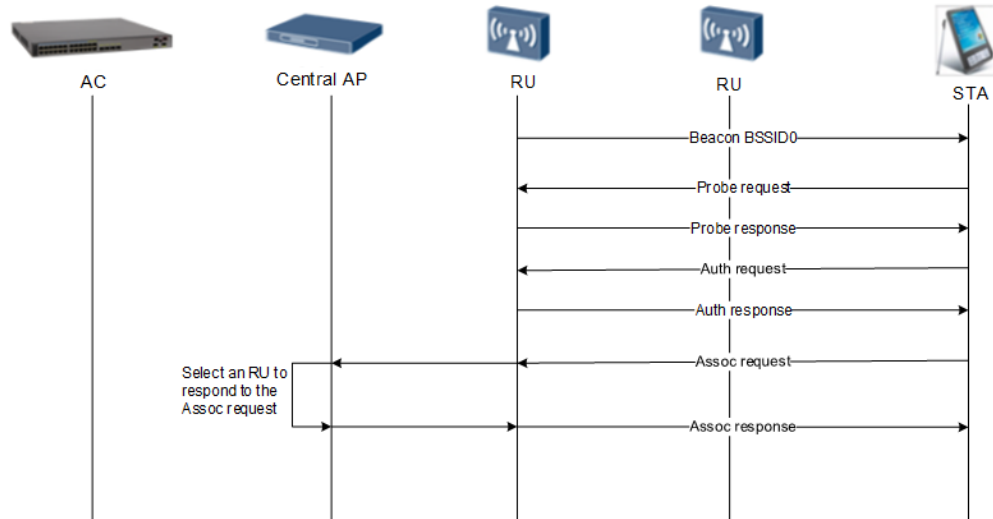 AC
Central AP
RU
RU
STA
Beacon BSSID0
Probe request
Probe response
Auth request
Auth response
Assoc request
Select an RU to
respond to the
Assoc request
Assoc response